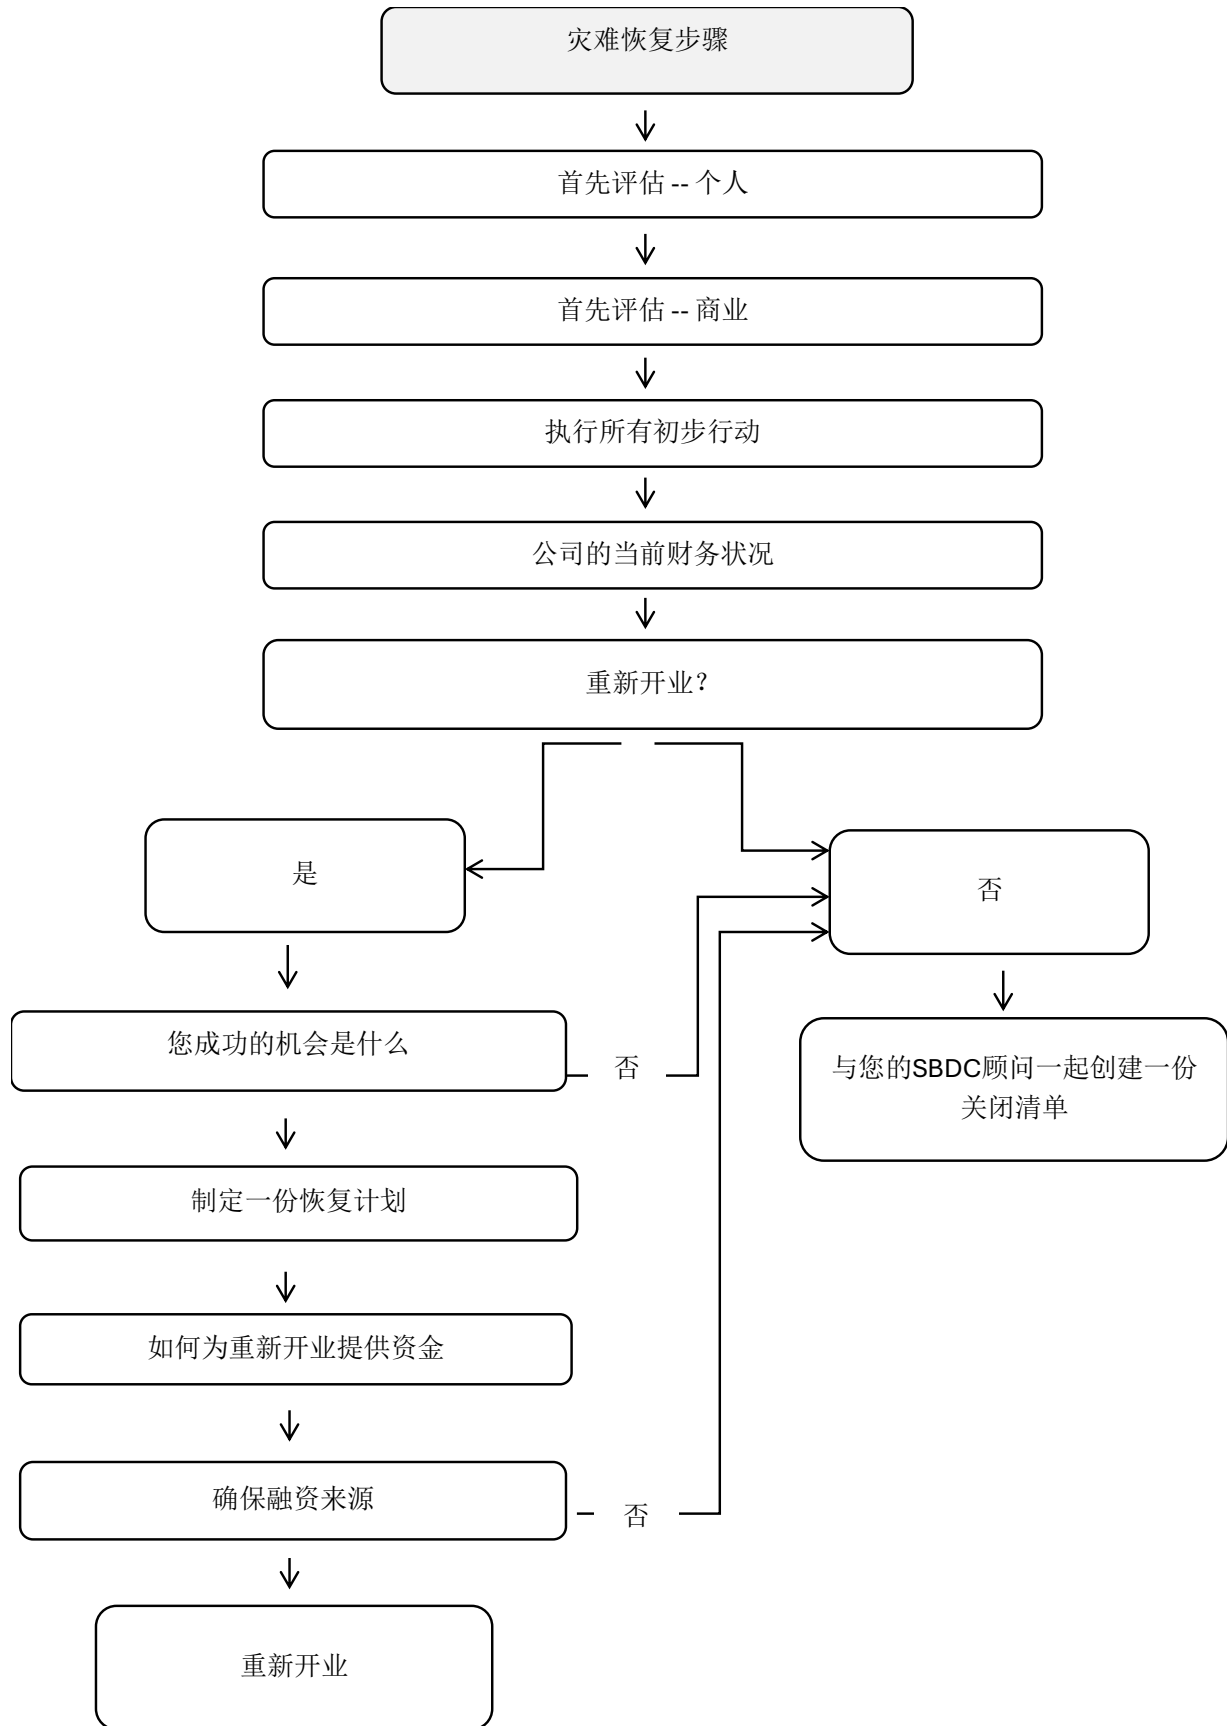 灾难恢复步骤
首先评估 -- 个人
首先评估 -- 商业
执行所有初步行动
公司的当前财务状况
重新开业？
是
否
您成功的机会是什么
否
与您的SBDC顾问一起创建一份
关闭清单
制定一份恢复计划
如何为重新开业提供资金
确保融资来源
否
重新开业